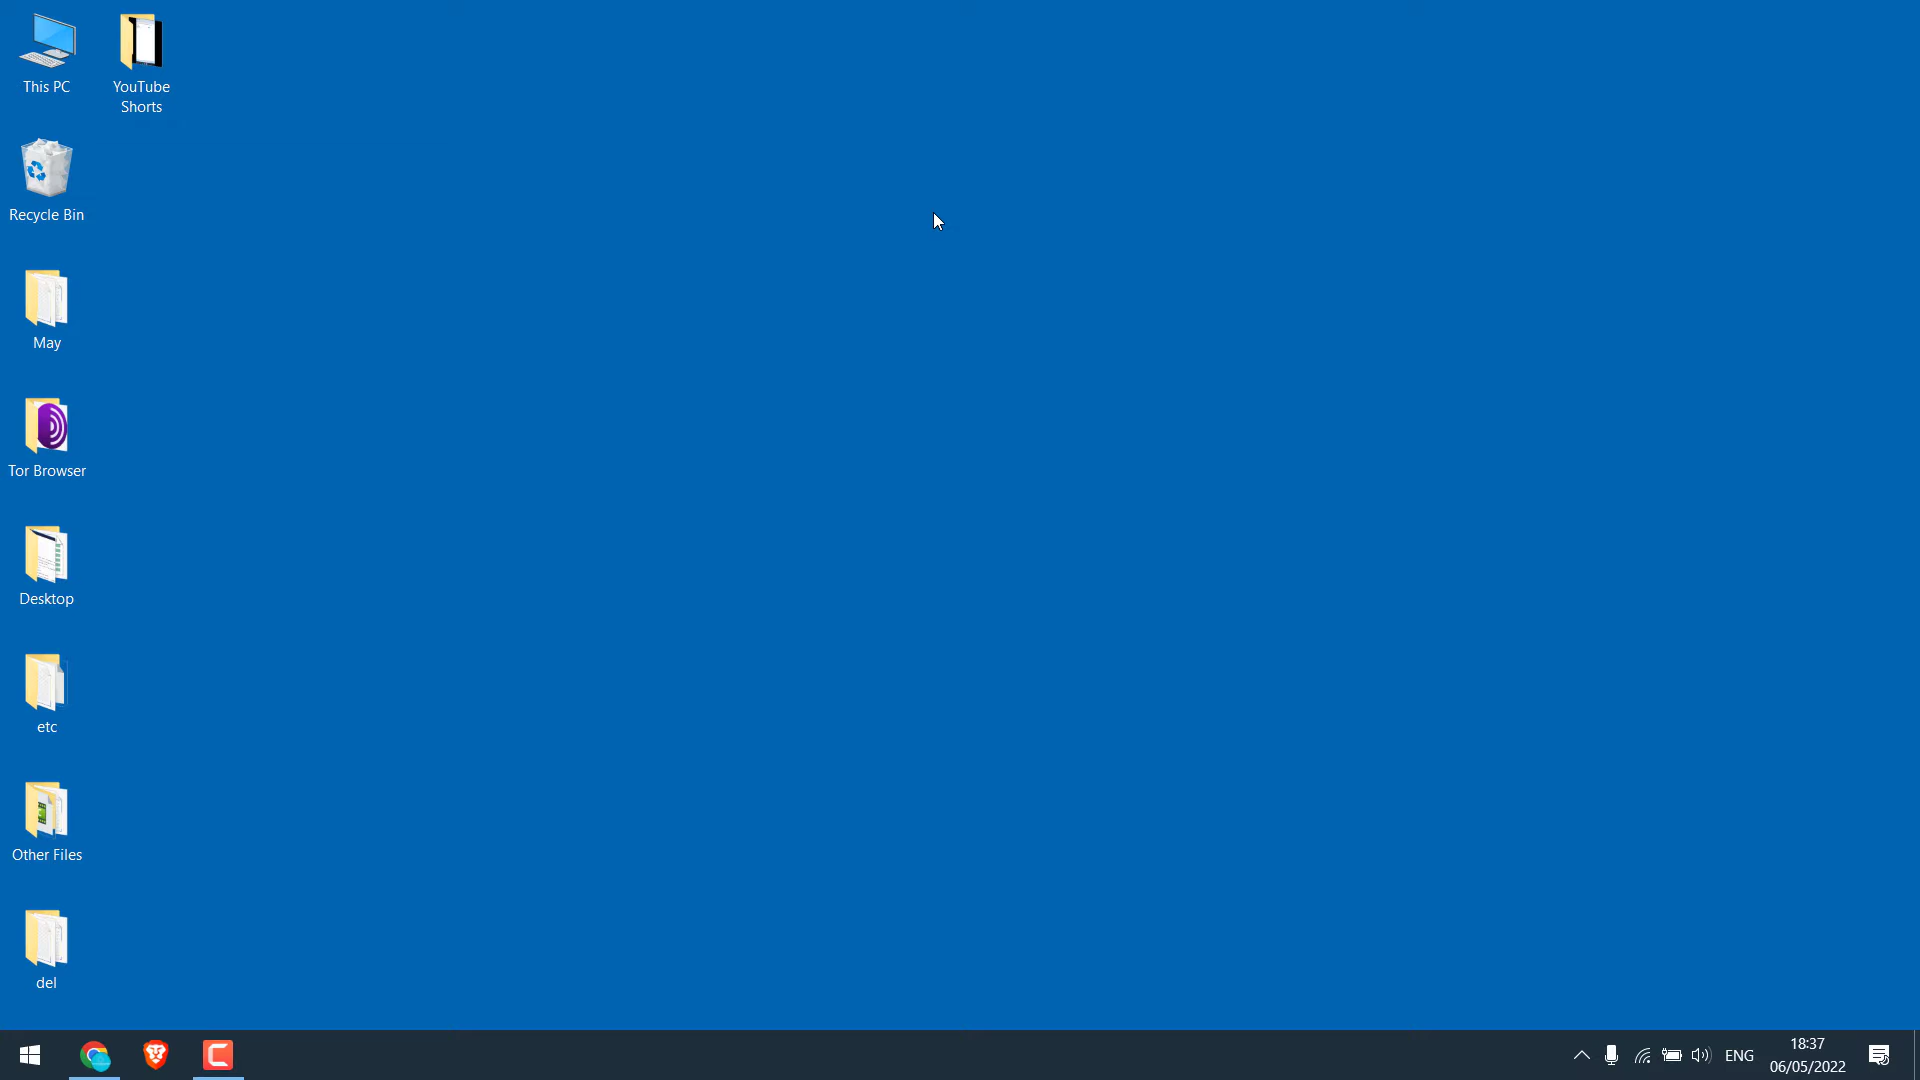 This PC
YouTube
Shorts
Recycle Bin
May
Tor Browser
Desktop
etc
Other Files
del
ENG
18:37
06/05/2022